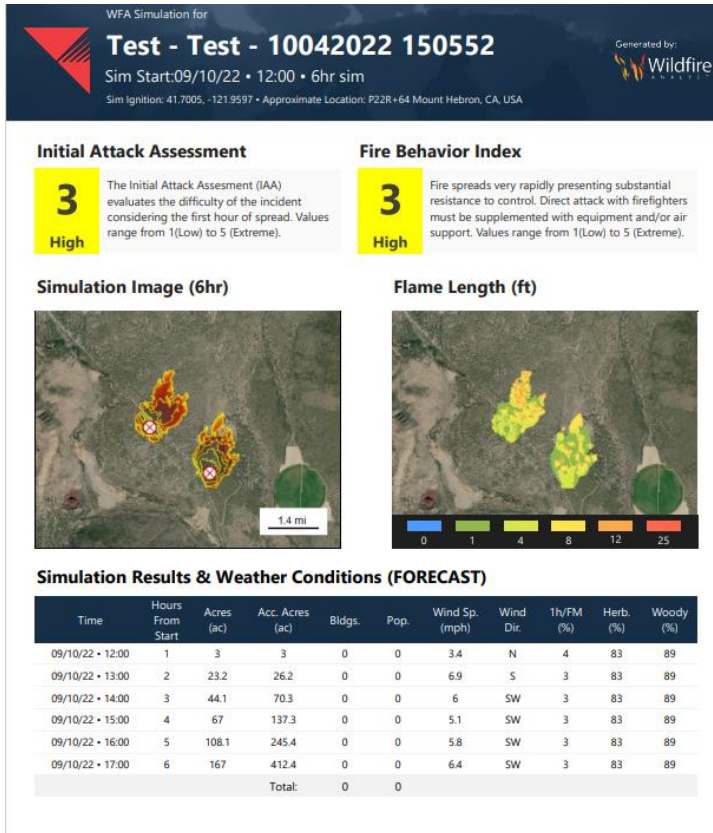 WFA Simulation for
Test - Test - 10042022 150552
Sim Start:09/10/22 • 12:00 • 6hr sim
Sim Ignition: 41.7005, -121.9597 • Approximate Location: P22R+64 Mount Hebron, CA, USA
Generated by:
Wildfire
ANALYST
Initial Attack Assessment
3
High
The Initial Attack Assesment (IAA)
evaluates the difficulty of the incident
considering the first hour of spread. Values
range from 1(Low) to 5 (Extreme).
Fire Behavior Index
3
High
Fire spreads very rapidly presenting substantial
resistance to control. Direct attack with firefighters
must be supplemented with equipment and/or air
support. Values range from 1(Low) to 5 (Extreme).
Simulation Image (6hr)
1.4 mi
Flame Length (ft)
0 1 4 8 12 25
Simulation Results & Weather Conditions (FORECAST)
Time Hours From Start Acres (ac) Acc. Acres (ac) Bldgs. Pop. Wind Sp. (mph) Wind Dir. 1h/FM (%) Herb. (%) Woody (%)
09/10/22 • 12:00 1 3 3 0 0 3.4 N 4 83 89
09/10/22 • 13:00 2 23.2 26.2 0 0 6.9 S 3 83 89
09/10/22 • 14:00 3 44.1 70.3 0 0 6 SW 3 83 89
09/10/22 • 15:00 4 67 137.3 0 0 5.1 SW 3 83 89
09/10/22 • 16:00 5 108.1 245.4 0 0 5.8 SW 3 83 89
09/10/22 • 17:00 6 167 412.4 0 0 6.4 SW 3 83 89
Total: 0 0